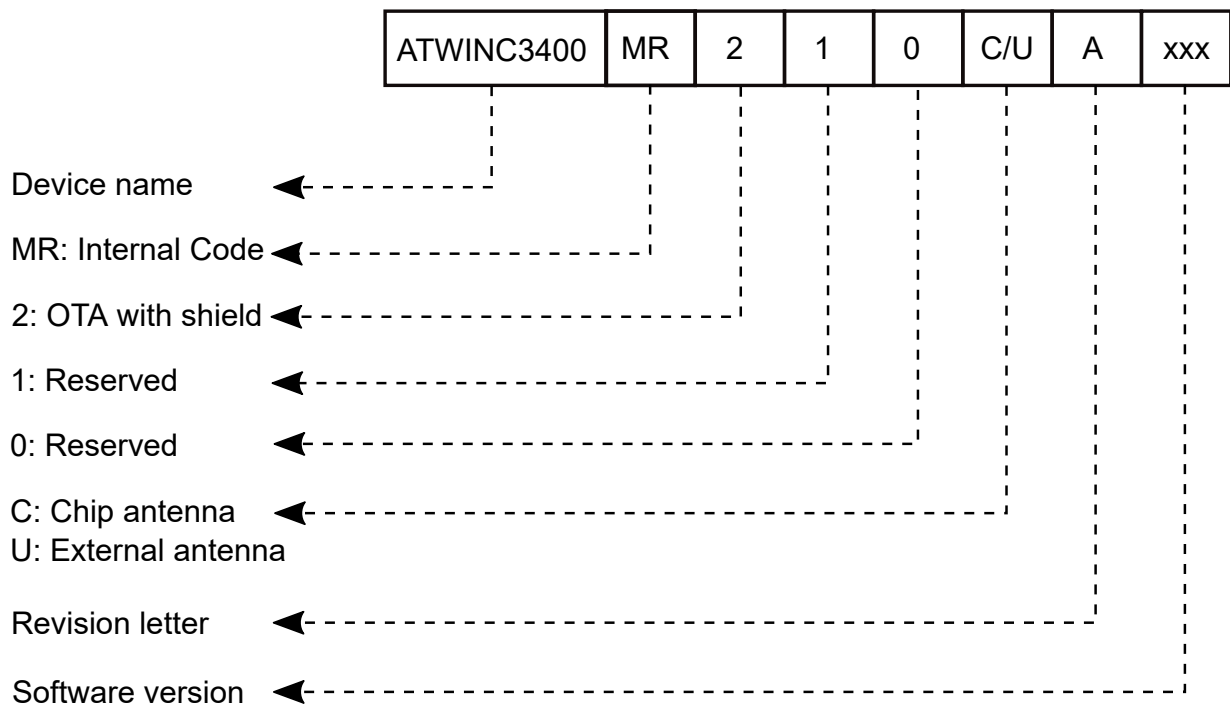 ATWINC3400 MR 2 1 0 C/U A xxx
Device name
MR: Internal Code
2: OTA with shield
1: Reserved
0: Reserved
C: Chip antenna
U: External antenna
Revision letter
Software version